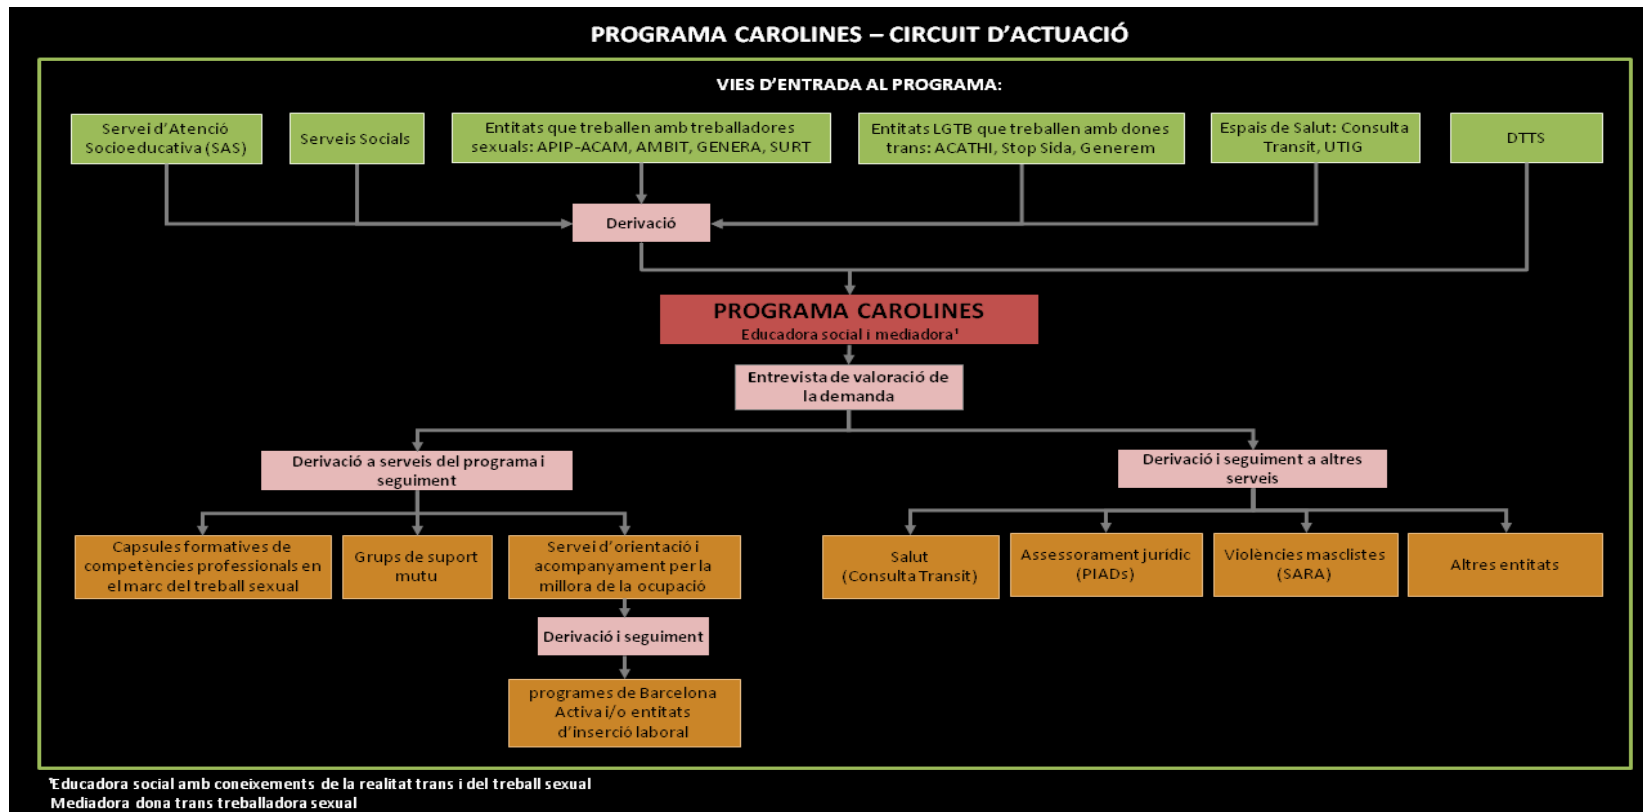 PROGRAMA CAROLINES – CIRCUIT D'ACTUACIÓ
VIES D'ENTRADA AL PROGRAMA:
Servei d'Atenció
Socioeducativa (SAS)
Serveis Socials
Entitats que treballen amb treballadores
sexuals: APIP-ACAM, AMBIT, GENERA, SURT
Entitats LGTB que treballen amb dones
trans: ACATHI, Stop Sida, Generem
Espais de Salut: Consulta
Transit, UTIG
DTTS
Derivació
PROGRAMA CAROLINES
Educadora social i mediadora¹
Entrevista de valoració de
la demanda
Derivació a serveis del programa i
seguiment
Derivació i seguiment a altres
serveis
Capsules formatives de
competències professionals en
el marc del treball sexual
Grups de suport
mutu
Servei d'orientació i
acompanyament per la
millora de la ocupació
Salut
(Consulta Transit)
Assessorament jurídic
(PIADs)
Violències masclistes
(SARA)
Altres entitats
Derivació i seguiment
programes de Barcelona
Activa i/o entitats
d'inserció laboral
¹Educadora social amb coneixements de la realitat trans i del treball sexual
Mediadora dona trans treballadora sexual